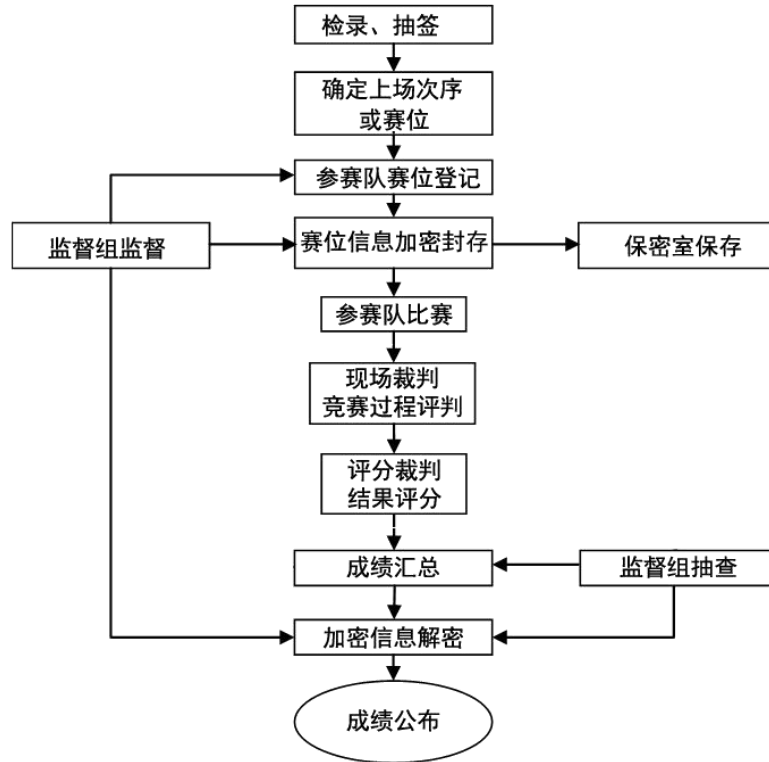 检录、抽签
确定上场次序
或赛位
参赛队赛位登记
监督组监督
赛位信息加密封存
保密室保存
参赛队比赛
现场裁判
竞赛过程评判
评分裁判
结果评分
成绩汇总
监督组抽查
加密信息解密
成绩公布